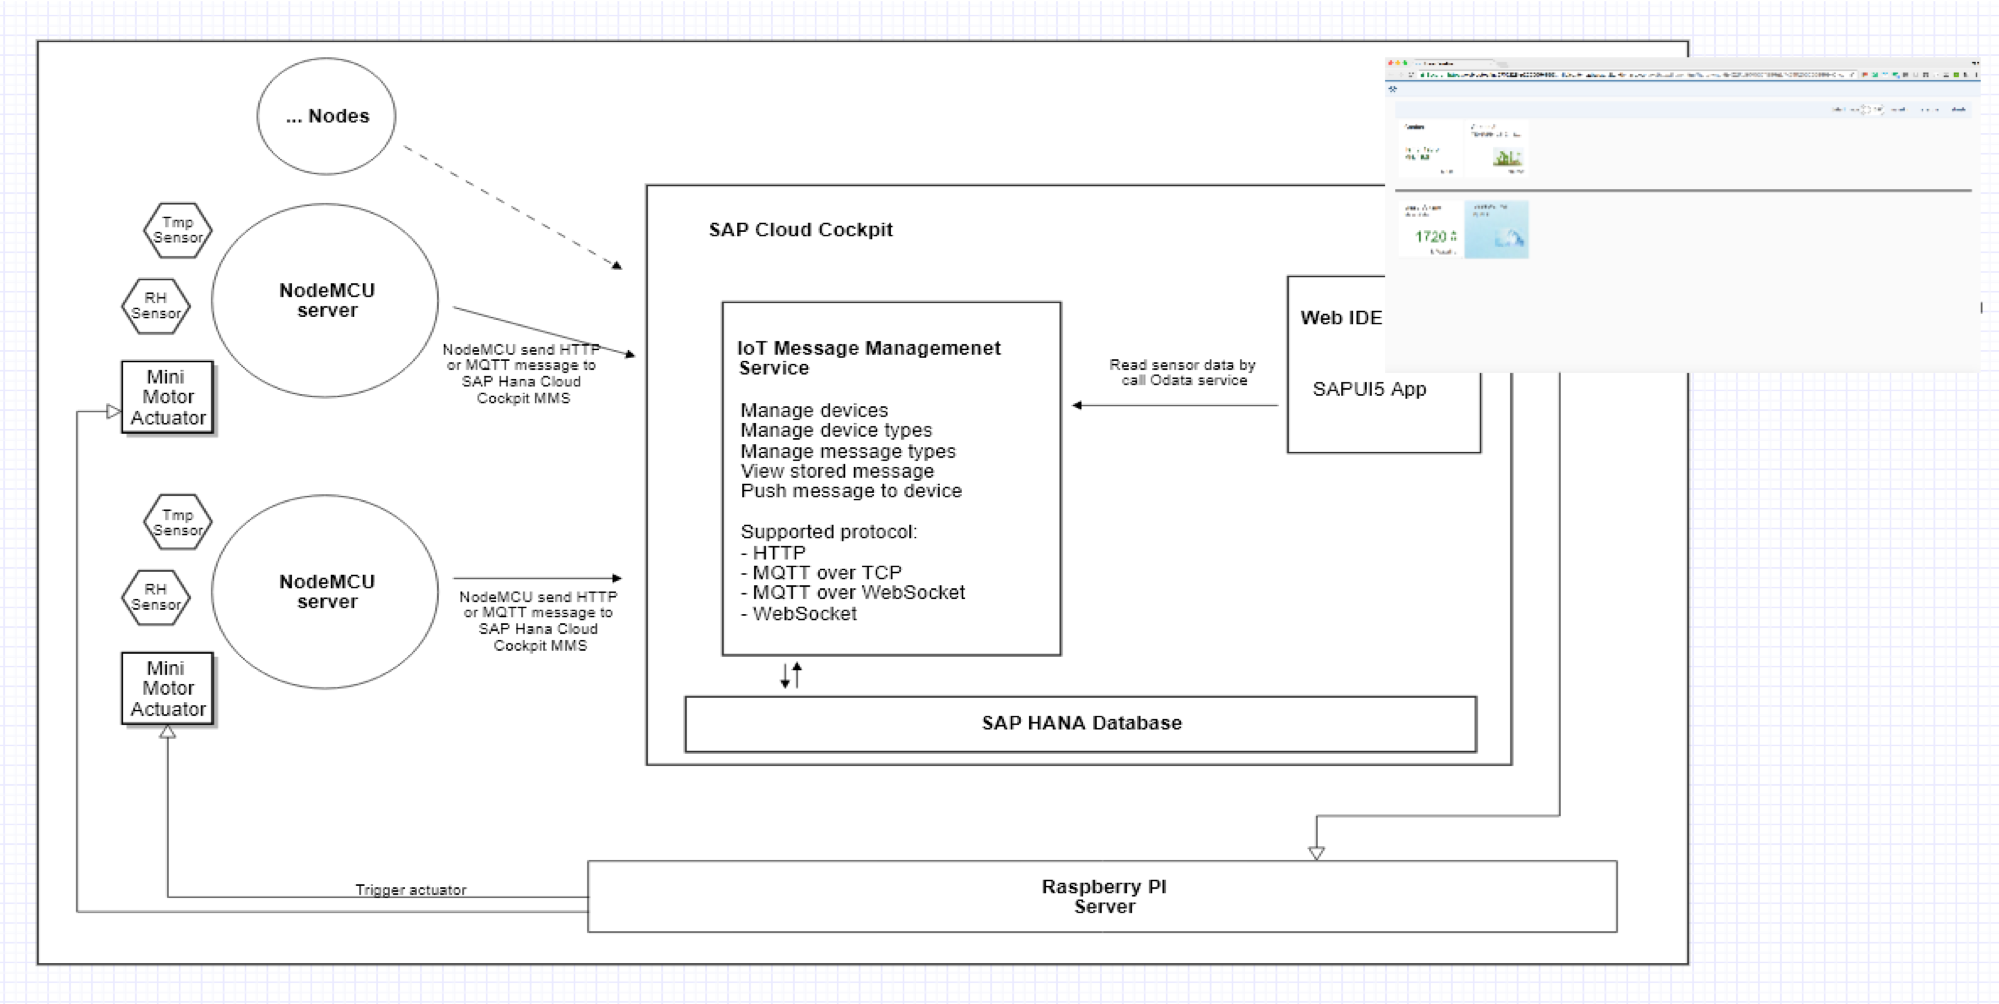 ... Nodes
Tmp
Sensor
RH
Sensor
NodeMCU
server
Mini
Motor
Actuator
NodeMCU send HTTP
or MQTT message to
SAP Hana Cloud
Cockpit MMS
Tmp
Sensor
RH
Sensor
NodeMCU
server
Mini
Motor
Actuator
NodeMCU send HTTP
or MQTT message to
SAP Hana Cloud
Cockpit MMS
SAP Cloud Cockpit
IoT Message Managemenet
Service
Manage devices
Manage device types
Manage message types
View stored message
Push message to device
Supported protocol:
- HTTP
- MQTT over TCP
- MQTT over WebSocket
- WebSocket
Read sensor data by
call Odata service
Web IDE
SAPUI5 App
1720
SAP HANA Database
Trigger actuator
Raspberry PI
Server